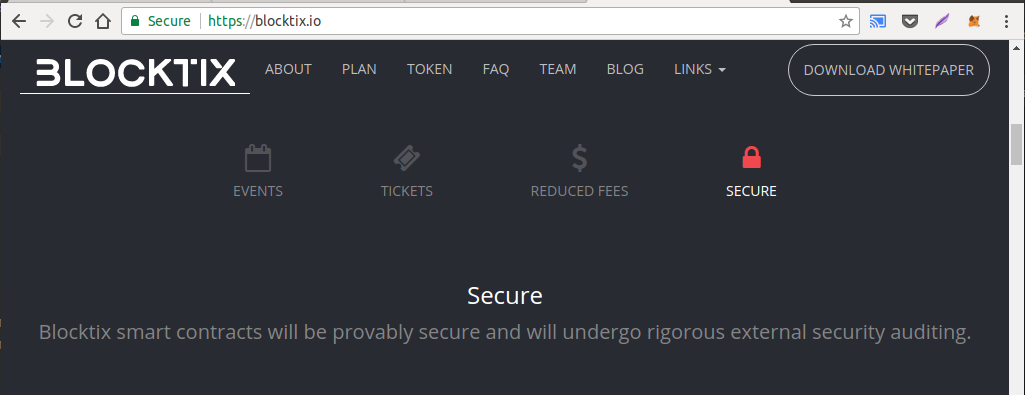 Secure https://blocktix.io
BLOCKTIX ABOUT PLAN TOKEN FAQ TEAM BLOG LINKS DOWNLOAD WHITEPAPER
EVENTS TICKETS REDUCED FEES SECURE
Secure
Blocktix smart contracts will be provably secure and will undergo rigorous external security auditing.